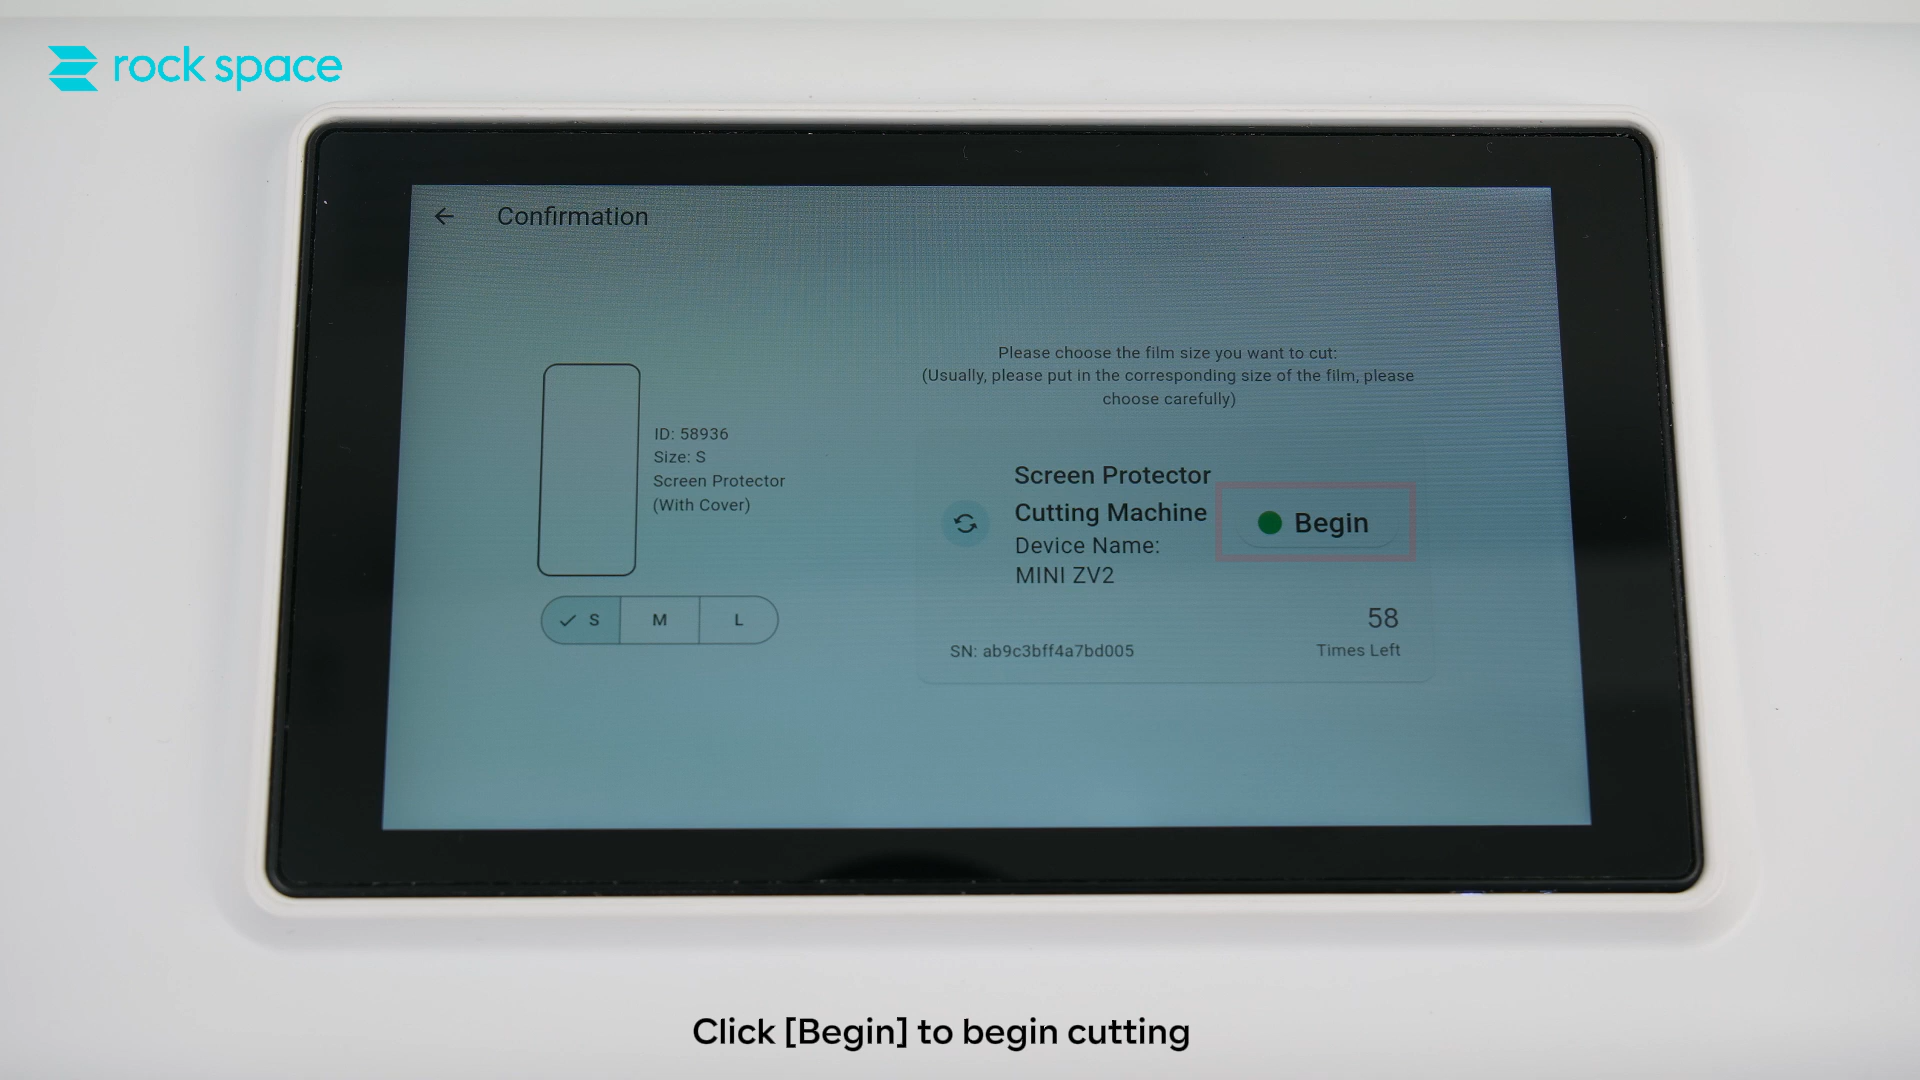 rock space
Confirmation
Please choose the film size you want to cut:
(Usually, please put in the corresponding size of the film, please
choose carefully)
ID: 58936
Size: S
Screen Protector
(With Cover)
S M L
Screen Protector
Cutting Machine
Device Name:
MINI ZV2
Begin
58
Times Left
SN: ab9c3bff4a7bd005
Click [Begin] to begin cutting